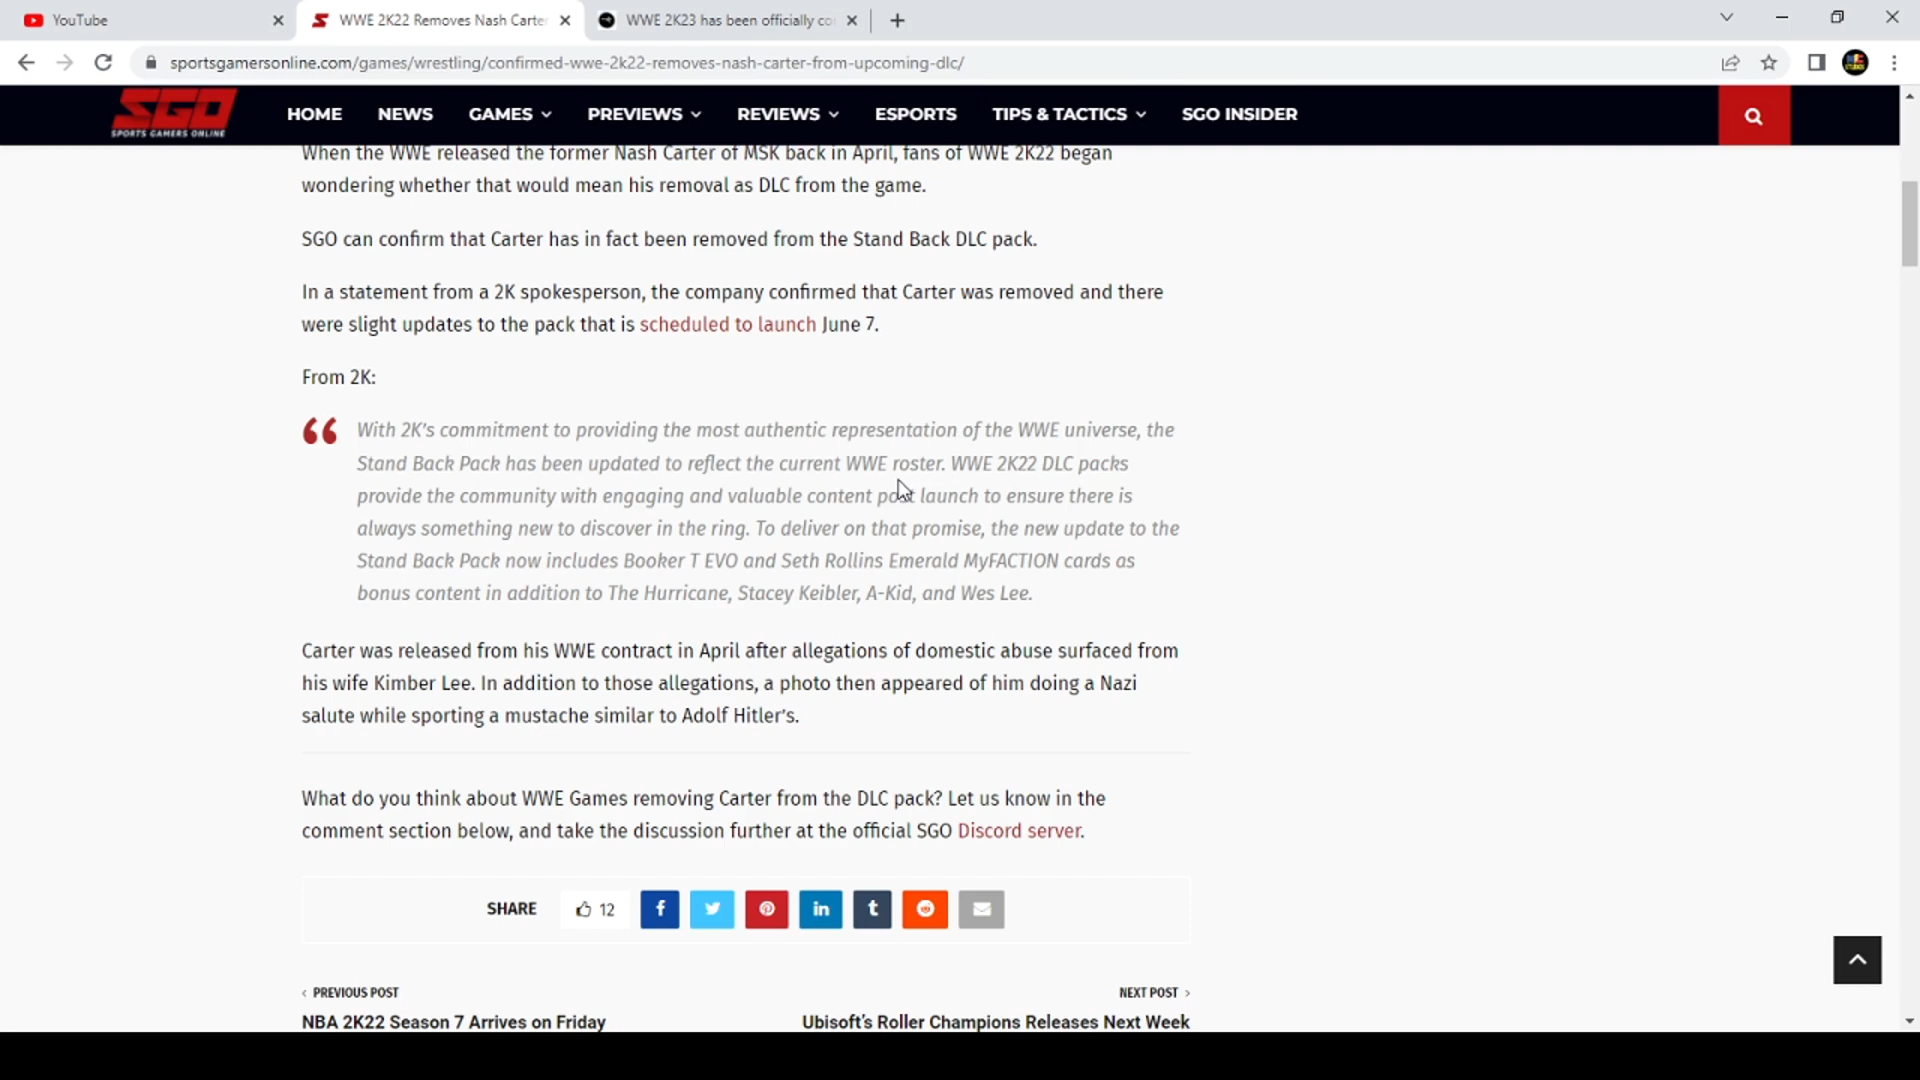 YouTube
WWE 2K22 Removes Nash Carter
WWE 2K23 has been officially co
sportsgamersonline.com/games/wrestling/confirmed-wwe-2k22-removes-nash-carter-from-upcoming-dlc/
SGO
SPORTS GAMERS ONLINE
HOME NEWS GAMES PREVIEWS REVIEWS ESPORTS TIPS & TACTICS SGO INSIDER
When the WWE released the former Nash Carter of MSK back in April, fans of WWE 2K22 began
wondering whether that would mean his removal as DLC from the game.
SGO can confirm that Carter has in fact been removed from the Stand Back DLC pack.
In a statement from a 2K spokesperson, the company confirmed that Carter was removed and there
were slight updates to the pack that is scheduled to launch June 7.
From 2K:
“ With 2K's commitment to providing the most authentic representation of the WWE universe, the
Stand Back Pack has been updated to reflect the current WWE roster. WWE 2K22 DLC packs
provide the community with engaging and valuable content post launch to ensure there is
always something new to discover in the ring. To deliver on that promise, the new update to the
Stand Back Pack now includes Booker T EVO and Seth Rollins Emerald MyFACTION cards as
bonus content in addition to The Hurricane, Stacey Keibler, A-Kid, and Wes Lee.
Carter was released from his WWE contract in April after allegations of domestic abuse surfaced from
his wife Kimber Lee. In addition to those allegations, a photo then appeared of him doing a Nazi
salute while sporting a mustache similar to Adolf Hitler's.
What do you think about WWE Games removing Carter from the DLC pack? Let us know in the
comment section below, and take the discussion further at the official SGO Discord server.
SHARE 12
PREVIOUS POST
NEXT POST
NBA 2K22 Season 7 Arrives on Friday
Ubisoft's Roller Champions Releases Next Week